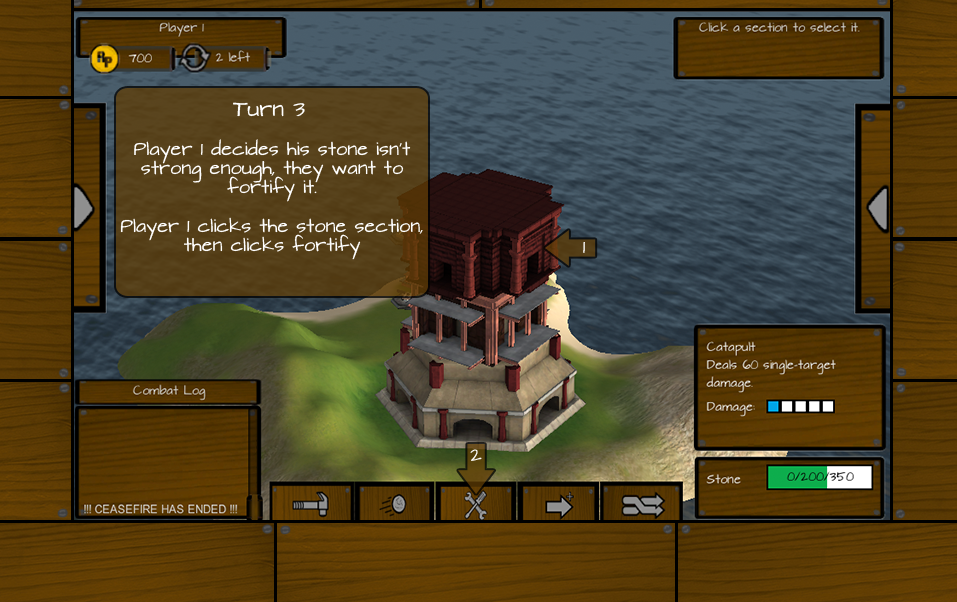 Player 1
RP 700 2 left
Click a section to select it.
Turn 3
Player 1 decides his stone isn't
strong enough, they want to
fortify it.
Player 1 clicks the stone section,
then clicks fortify
1
Catapult
Deals 60 single-target
damage.
Damage:
Combat Log
!!! CEASEFIRE HAS ENDED !!!
2
Stone 0/200/350